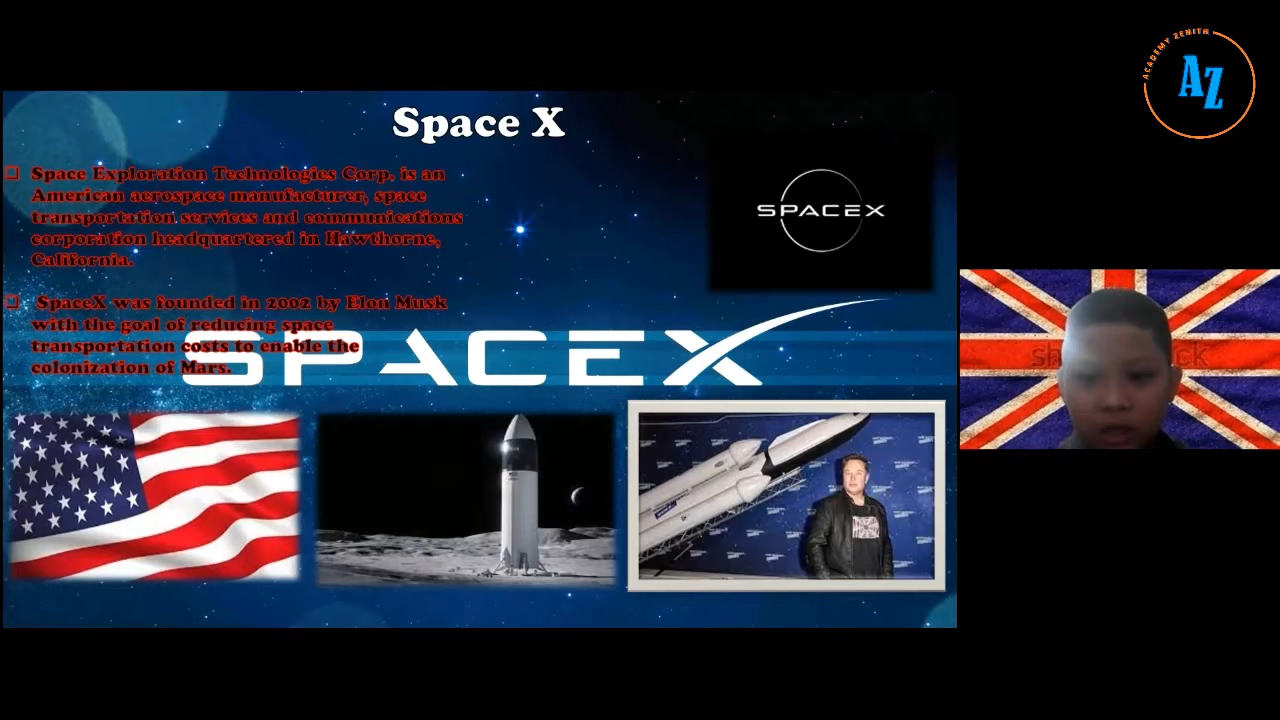 ACADEMY ZENITH
AZ
Space X
Space Exploration Technologies Corp. is an
American aerospace manufacturer, space
transportation services and communications
corporation headquartered in Hawthorne,
California.
SPACEX
SpaceX was founded in 2002 by Elon Musk
with the goal of reducing space
transportation costs to enable the
colonization of Mars.
SPACEX